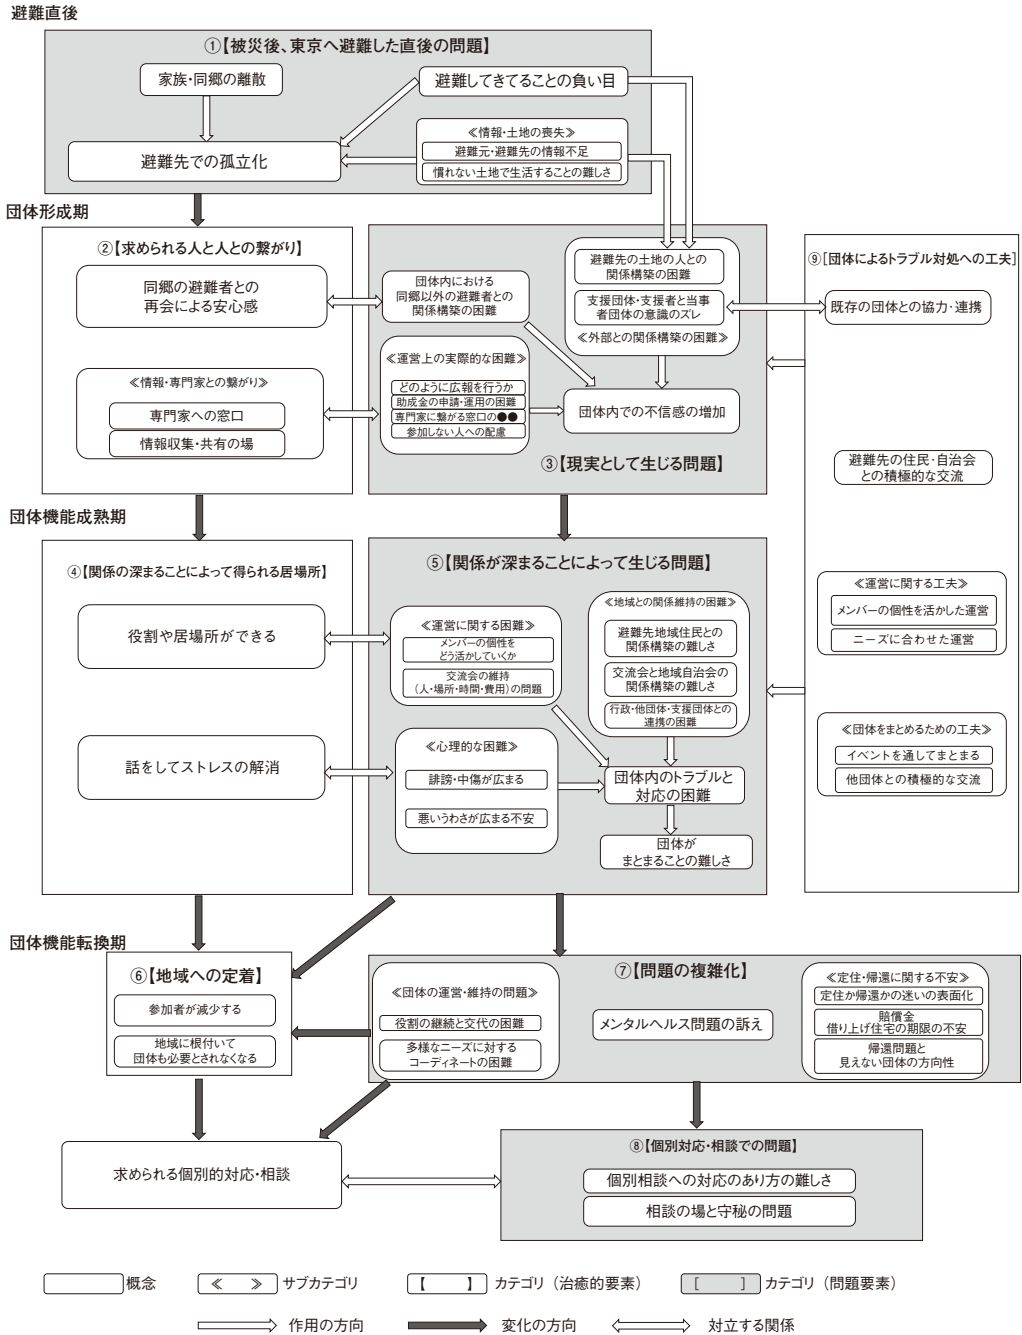 避難直後
①【被災後、東京へ避難した直後の問題】
家族・同郷の離散
避難してきてることの負い目
≪情報・土地の喪失≫
避難元・避難先の情報不足
慣れない土地で生活することの難しさ
避難先での孤立化
団体形成期
②【求められる人と人との繋がり】
同郷の避難者との
再会による安心感
≪情報・専門家との繋がり≫
専門家への窓口
情報収集・共有の場
団体内における
同郷以外の避難者との
関係構築の困難
≪運営上の実際的な困難≫
どのように広報を行うか
助成金の申請・運用の困難
専門家に繋がる窓口の●●
参加しない人への配慮
避難先の土地の人との
関係構築の困難
支援団体・支援者と当事
者団体の意識のズレ
≪外部との関係構築の困難≫
団体内での不信感の増加
③【現実として生じる問題】
⑨[団体によるトラブル対処への工夫]
既存の団体との協力・連携
避難先の住民・自治会
との積極的な交流
≪運営に関する工夫≫
メンバーの個性を活かした運営
ニーズに合わせた運営
≪団体をまとめるための工夫≫
イベントを通してまとまる
他団体との積極的な交流
団体機能成熟期
④【関係の深まることによって得られる居場所】
役割や居場所ができる
話をしてストレスの解消
⑤【関係が深まることによって生じる問題】
≪運営に関する困難≫
メンバーの個性を
どう活かしていくか
交流会の維持
(人・場所・時間・費用)の問題
≪心理的な困難≫
誹謗・中傷が広まる
悪いうわさが広まる不安
≪地域との関係維持の困難≫
避難先地域住民との
関係構築の難しさ
交流会と地域自治会の
関係構築の難しさ
行政・他団体・支援団体との
連携の困難
団体内のトラブルと
対応の困難
団体が
まとまることの難しさ
団体機能転換期
⑥【地域への定着】
参加者が減少する
地域に根付いて
団体も必要とされなくなる
⑦【問題の複雑化】
≪団体の運営・維持の問題≫
役割の継続と交代の困難
多様なニーズに対する
コーディネートの困難
メンタルヘルス問題の訴え
≪定住・帰還に関する不安≫
定住か帰還かの迷いの表面化
賠償金
借り上げ住宅の期限の不安
帰還問題と
見えない団体の方向性
求められる個別的対応・相談
⑧【個別対応・相談での問題】
個別相談への対応のあり方の難しさ
相談の場と守秘の問題
概念
≪ ≫ サブカテゴリ
【 】 カテゴリ（治癒的要素）
[ ] カテゴリ（問題要素）
作用の方向
変化の方向
対立する関係